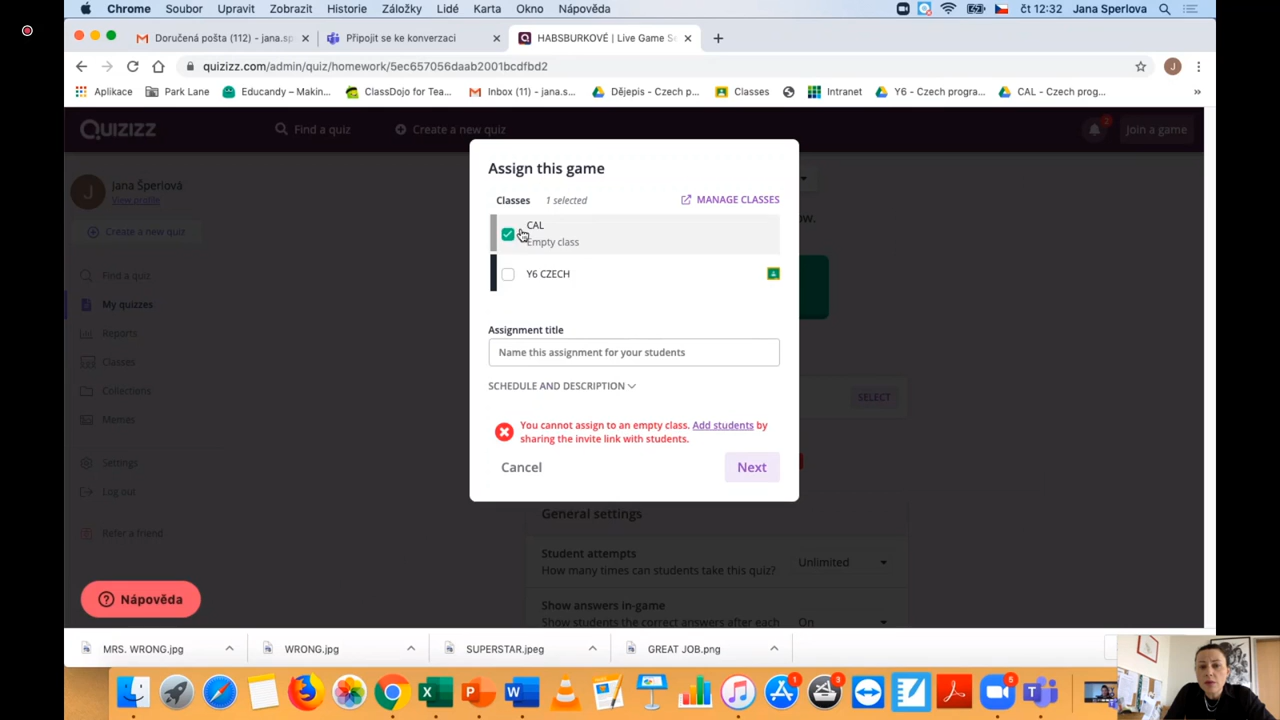 Chrome Soubor Upravit Zobrazit Historie Záložky Lidé Karta Okno Nápověda čt 12:32 Jana Sperlova
Doručená pošta (112) - jana.sp
Připojit se ke konverzaci
HABSBURKOVÉ | Live Game Se
quizizz.com/admin/quiz/homework/5ec657056daab2001bcdfbd2
J
Aplikace Park Lane Educandy – Makin... ClassDojo for Tea... Inbox (11) - jana.s... Dějepis - Czech p... Classes Intranet Y6 - Czech progra... CAL - Czech prog... »
QUIZIZZ Find a quiz Create a new quiz 2 Join a game
J
Jana Šperlová
View profile
Create a new quiz
Find a quiz
My quizzes
Reports
Classes
Collections
Memes
Settings
Log out
Refer a friend
Nápověda
ow.
Assign this game
Classes 1 selected MANAGE CLASSES
CAL
Empty class
Y6 CZECH
Assignment title
Name this assignment for your students
SCHEDULE AND DESCRIPTION
You cannot assign to an empty class. Add students by
sharing the invite link with students.
Cancel Next
SELECT
General settings
Student attempts
How many times can students take this quiz?
Unlimited
Show answers in-game
Show students the correct answers after each
On
MRS. WRONG.jpg WRONG.jpg SUPERSTAR.jpeg GREAT JOB.png
1 3 5